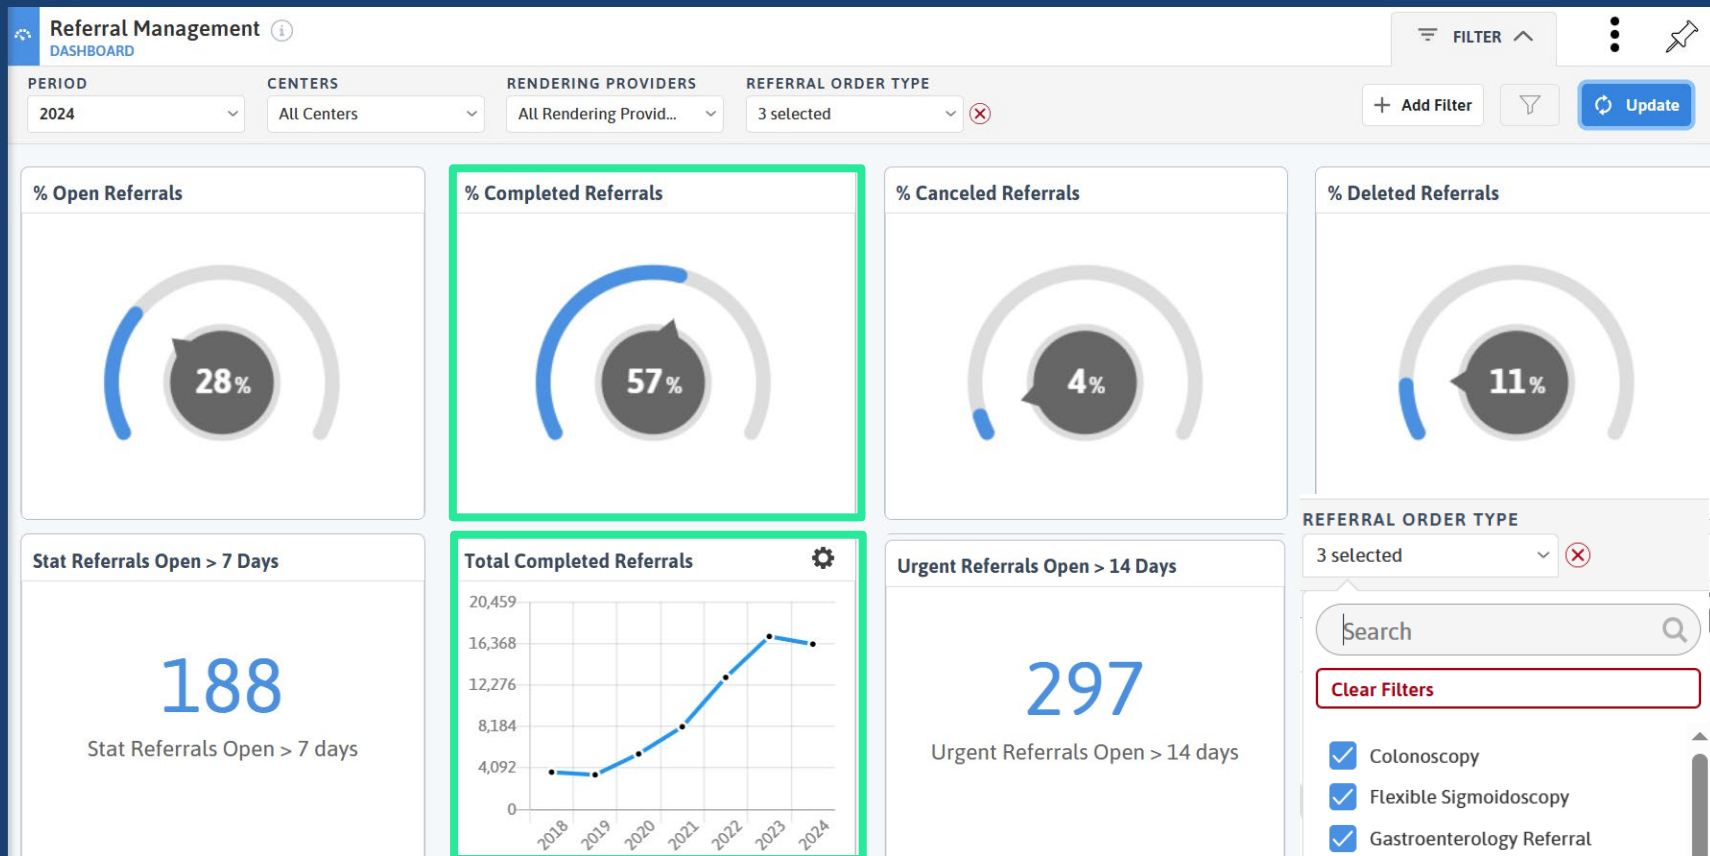 Referral Management
DASHBOARD
FILTER
PERIOD
CENTERS
RENDERING PROVIDERS
REFERRAL ORDER TYPE
2024
All Centers
All Rendering Provid...
3 selected
Add Filter
Update
% Open Referrals
% Completed Referrals
% Canceled Referrals
% Deleted Referrals
28%
57%
4%
11%
Stat Referrals Open > 7 Days
188
Stat Referrals Open > 7 days
Total Completed Referrals
20,459
16,368
12,276
8,184
4,092
0
2018
2019
2020
2021
2022
2023
2024
Urgent Referrals Open > 14 Days
297
Urgent Referrals Open > 14 days
REFERRAL ORDER TYPE
3 selected
Search
Clear Filters
Colonoscopy
Flexible Sigmoidoscopy
Gastroenterology Referral